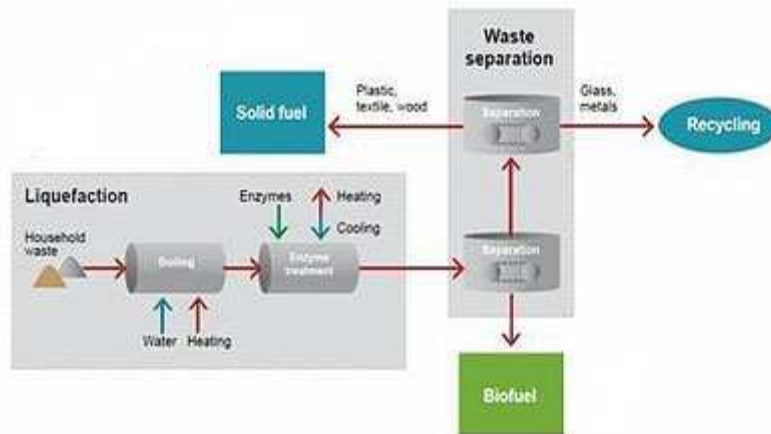 Waste
separation
Plastic,
textile, wood
Glass,
metals
Solid fuel
Separation
Recycling
Liquefaction
Enzymes
Heating
Cooling
Household
waste
Boiling
Enzyme
treatment
Separation
Water
Heating
Biofuel